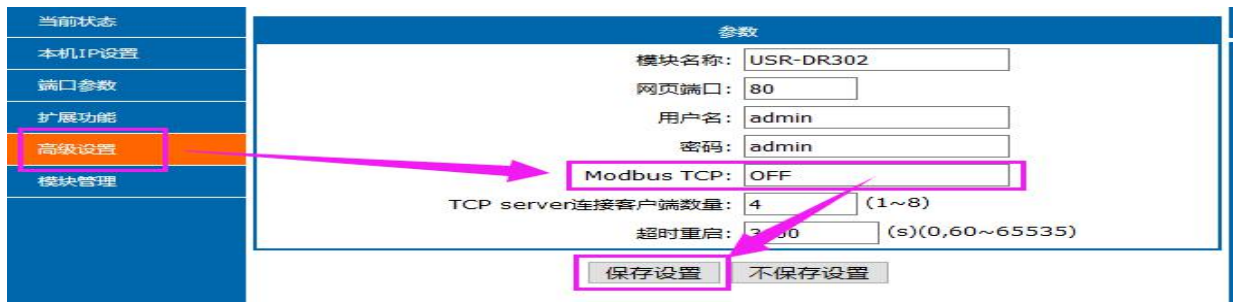 当前状态
本机IP设置
端口参数
扩展功能
高级设置
模块管理
参数
模块名称: USR-DR302
网页端口: 80
用户名: admin
密码: admin
Modbus TCP: OFF
TCP server连接客户端数量: 4 (1~8)
超时重启: (s)(0,60~65535)
保存设置 不保存设置